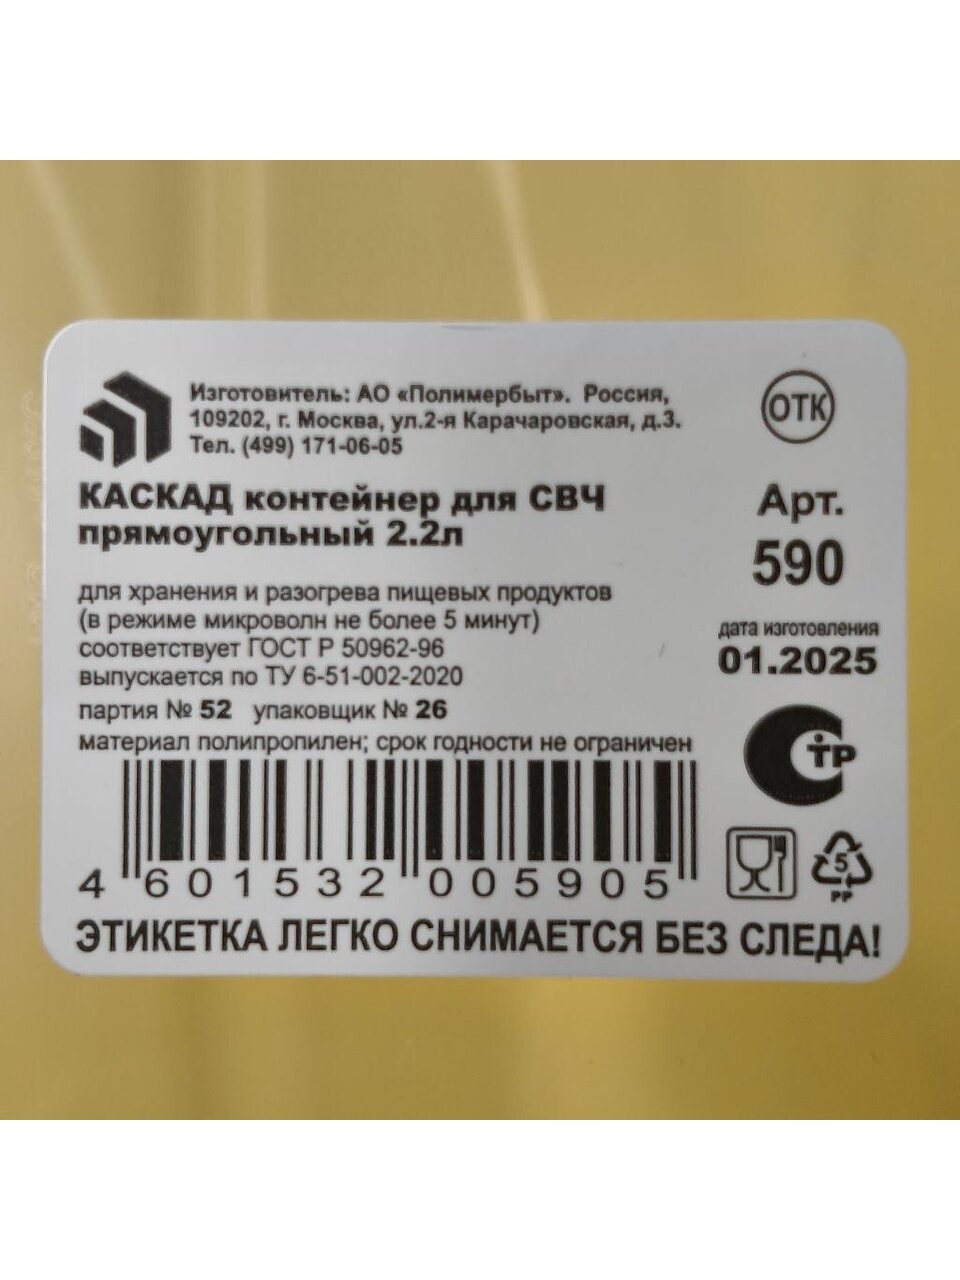 Изготовитель: АО «Полимербыт». Россия,
109202, г. Москва, ул.2-я Карачаровская, д.3.
Тел. (499) 171-06-05
ОТК
КАСКАД контейнер для СВЧ
прямоугольный 2.2л
Арт.
590
для хранения и разогрева пищевых продуктов
(в режиме микроволн не более 5 минут)
соответствует ГОСТ Р 50962-96
выпускается по ТУ 6-51-002-2020
дата изготовления
01.2025
партия № 52 упаковщик № 26
материал полипропилен; срок годности не ограничен
СТР
4 601532 005905
5
PP
ЭТИКЕТКА ЛЕГКО СНИМАЕТСЯ БЕЗ СЛЕДА!